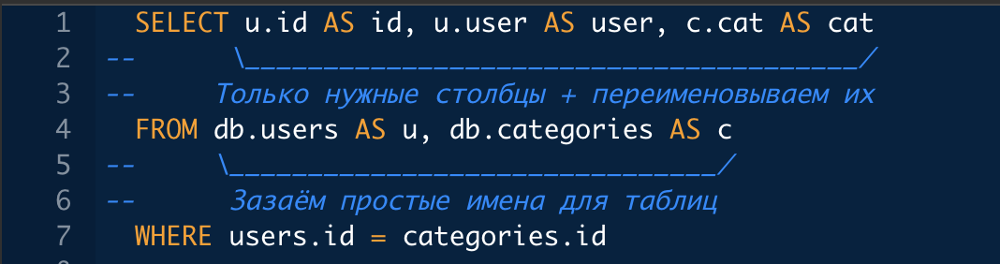 1 SELECT u.id AS id, u.user AS user, c.cat AS cat
2 -- \_______________________________________/
3 -- Только нужные столбцы + переименовываем их
4 FROM db.users AS u, db.categories AS c
5 -- \_______________________________/
6 -- Зазаём простые имена для таблиц
7 WHERE users.id = categories.id